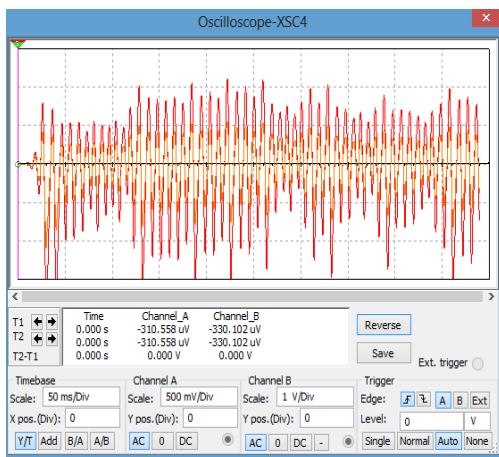 Oscilloscope-XSC4
x
T1
T2
T2-T1
Time Channel_A Channel_B
0.000 s -310.558 uV -330.102 uV
0.000 s -310.558 uV -330.102 uV
0.000 s 0.000 V 0.000 V
Reverse
Save
Ext. trigger
Timebase
Scale: 50 ms/Div
X pos.(Div): 0
Y/T Add B/A A/B
Channel A
Scale: 500 mV/Div
Y pos.(Div): 0
AC 0 DC
Channel B
Scale: 1 V/Div
Y pos.(Div): 0
AC 0 DC -
Trigger
Edge: A B Ext
Level: 0 V
Single Normal Auto None